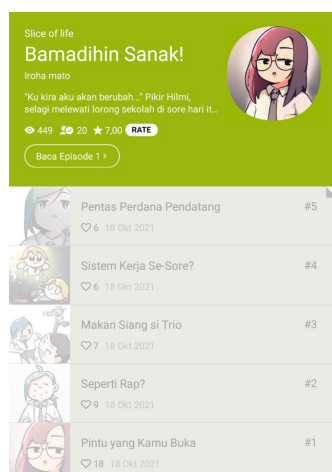 Slice of life
Bamadihin Sanak!
Iroha mato
"Ku kira aku akan berubah..." Pikir Hilmi,
selagi melewati lorong sekolah di sore hari it...
449 20 7,00 RATE
Baca Episode 1 >
Pentas Perdana Pendatang #5
6 18 Okt 2021
Sistem Kerja Se-Sore? #4
6 18 Okt 2021
Makan Siang si Trio #3
7 18 Okt 2021
Seperti Rap? #2
9 18 Okt 2021
Pintu yang Kamu Buka #1
18 18 Okt 2021